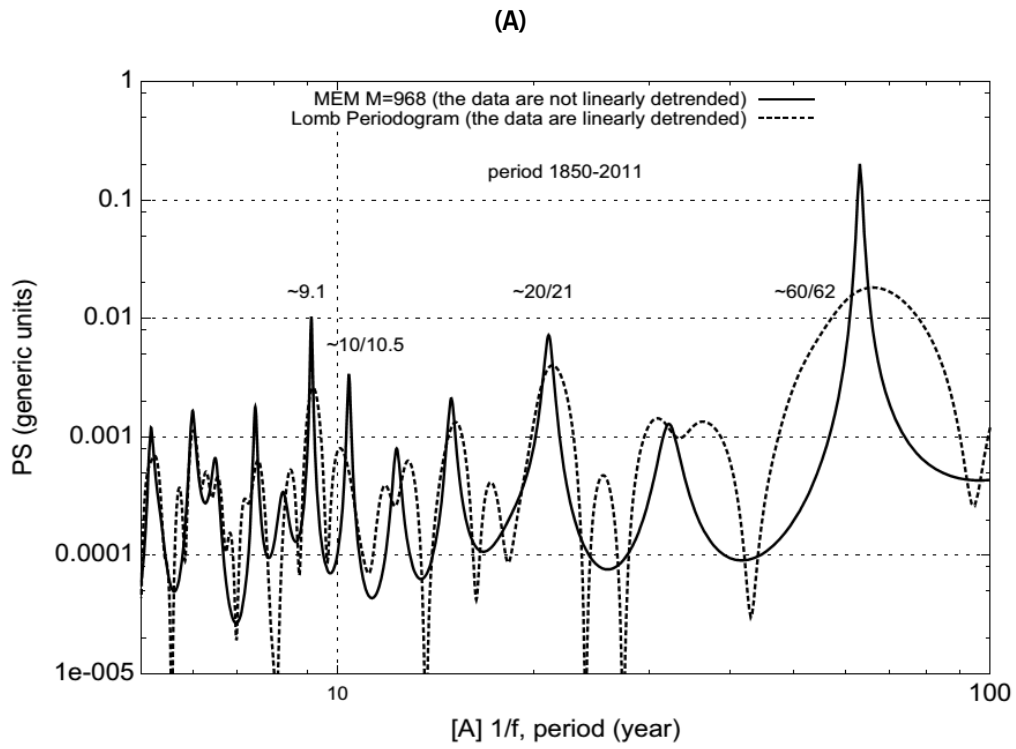 (A)
1
MEM M=968 (the data are not linearly detrended)
Lomb Periodogram (the data are linearly detrended)
period 1850-2011
0.1
~9.1
~20/21
~60/62
0.01
~10/10.5
0.001
0.0001
1e-005
10
100
PS (generic units)
[A] 1/f, period (year)